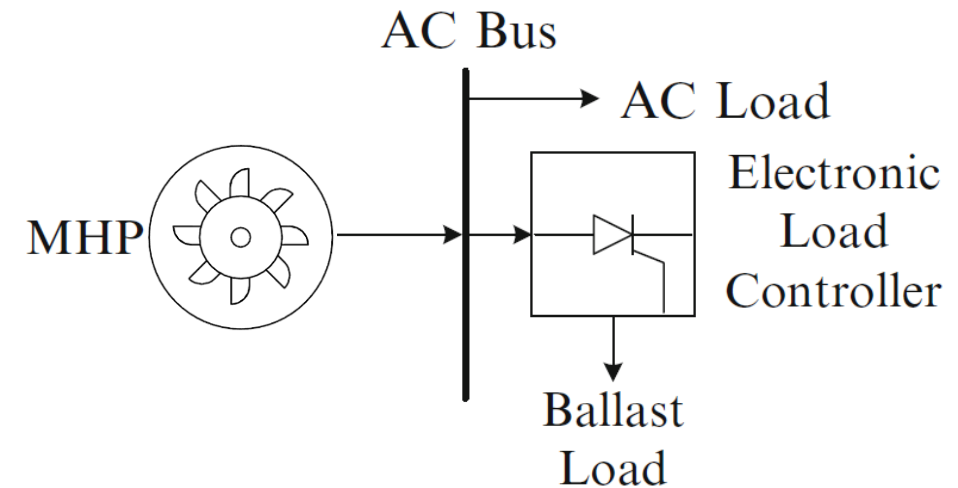 AC Bus
AC Load
Electronic
Load
Controller
MHP
Ballast
Load